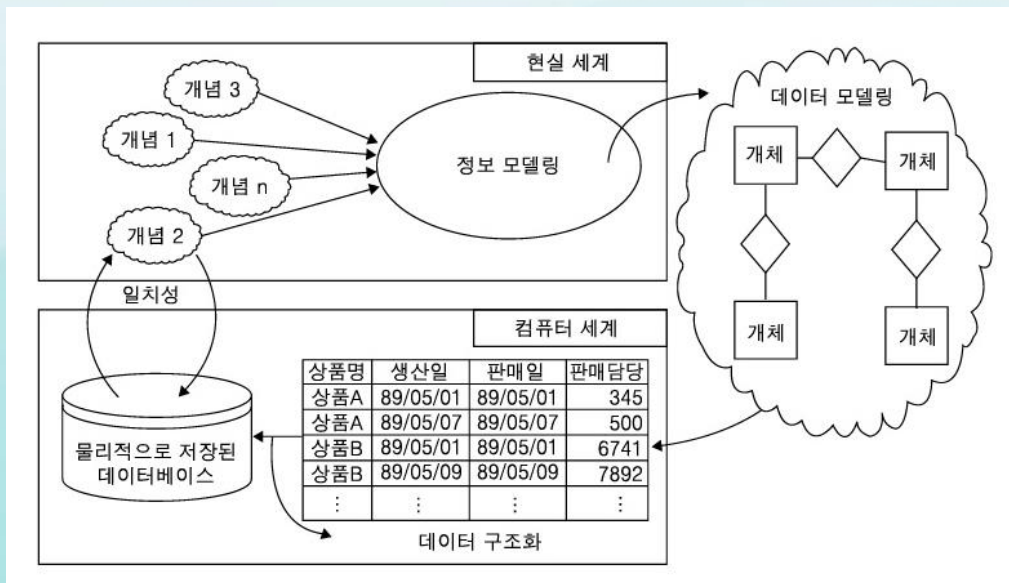 현실 세계
개념 3
개념 1
개념 n
개념 2
정보 모델링
데이터 모델링
개체
개체
개체
개체
일치성
컴퓨터 세계
상품명 생산일 판매일 판매담당
상품A 89/05/01 89/05/01 345
상품A 89/05/07 89/05/07 500
상품B 89/05/01 89/05/01 6741
상품B 89/05/09 89/05/09 7892
⋮ ⋮ ⋮ ⋮
물리적으로 저장된
데이터베이스
데이터 구조화